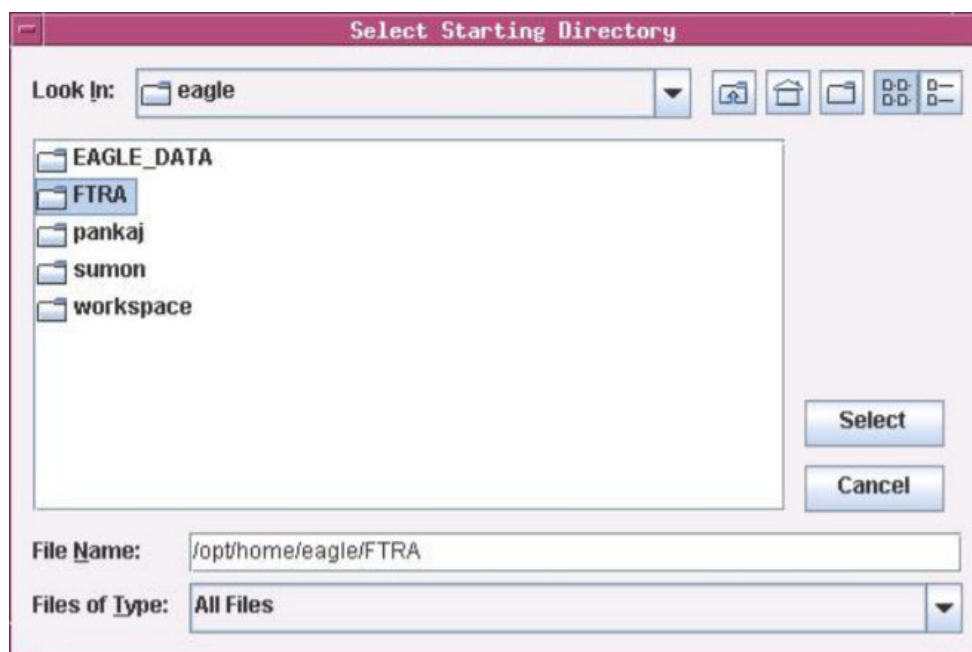 Select Starting Directory
Look In: eagle
EAGLE_DATA
FTRA
pankaj
sumon
workspace
Select
Cancel
File Name: /opt/home/eagle/FTRA
Files of Type: All Files